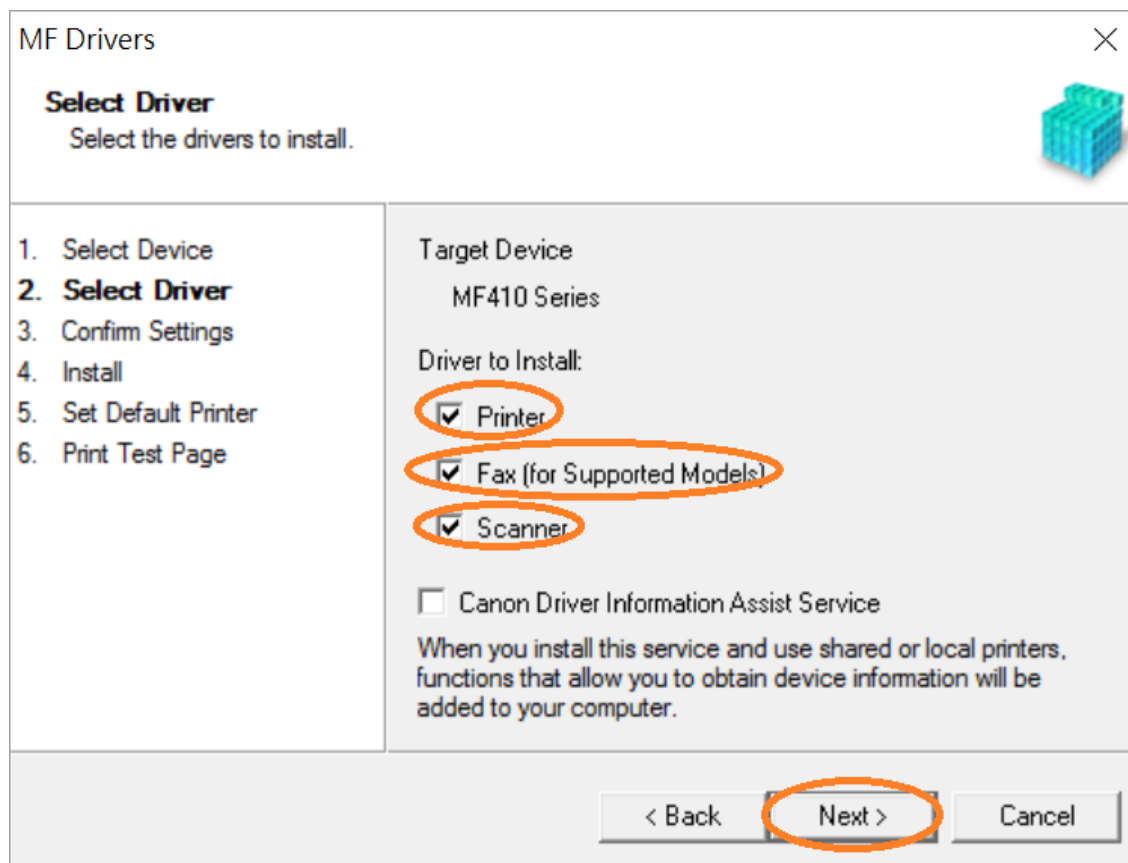 MF Drivers
Select Driver
Select the drivers to install.
1. Select Device
2. Select Driver
3. Confirm Settings
4. Install
5. Set Default Printer
6. Print Test Page
Target Device
MF410 Series
Driver to Install:
Printer
Fax (for Supported Models)
Scanner
Canon Driver Information Assist Service
When you install this service and use shared or local printers,
functions that allow you to obtain device information will be
added to your computer.
< Back
Next >
Cancel